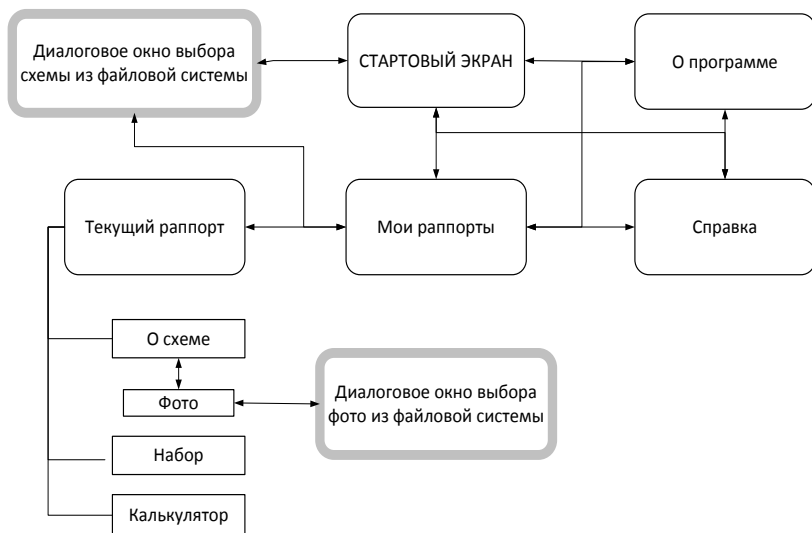 Диалоговое окно выбора
схемы из файловой системы
СТАРТОВЫЙ ЭКРАН
О программе
Текущий раппорт
Мои раппорты
Справка
О схеме
Фото
Диалоговое окно выбора
фото из файловой системы
Набор
Калькулятор